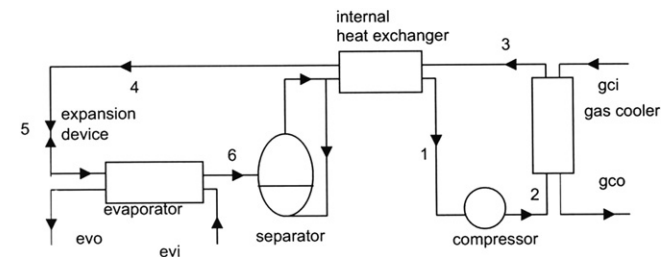 internal
heat exchanger
3
4
gci
gas cooler
5
expansion
device
6
1
2
gco
evaporator
evo
evi
separator
compressor